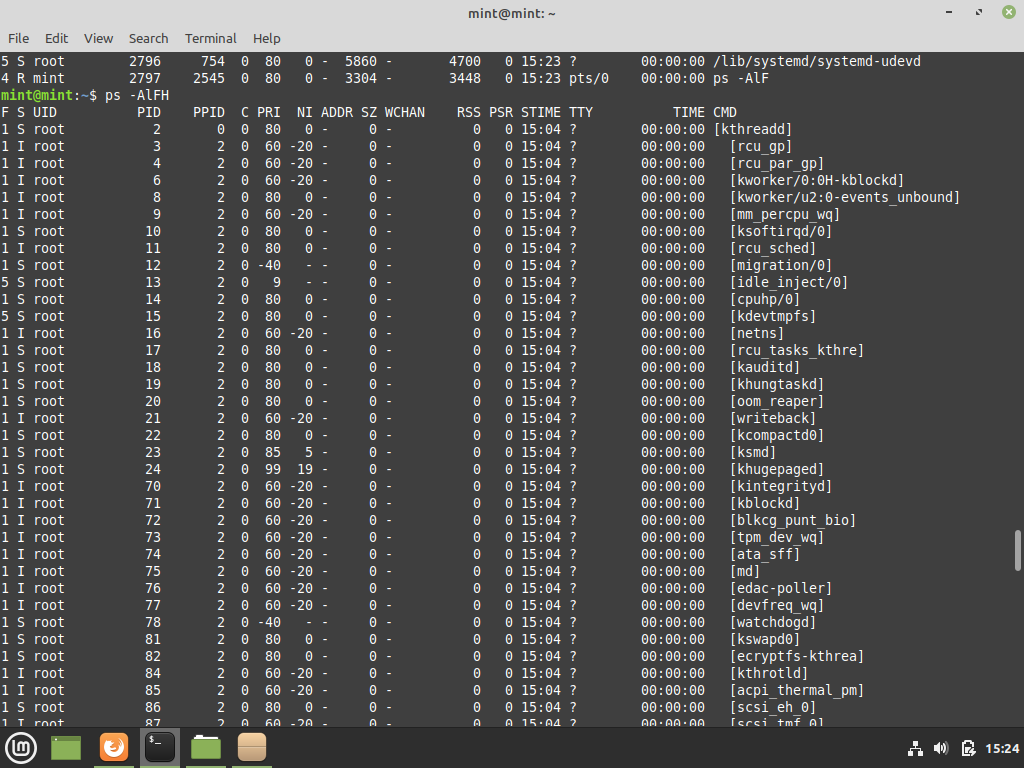 mint@mint: ~
File Edit View Search Terminal Help
5 S root 2796 754 0 80 0 - 5860 - 4700 0 15:23 ? 00:00:00 /lib/systemd/systemd-udevd
4 R mint 2797 2545 0 80 0 - 3304 - 3448 0 15:23 pts/0 00:00:00 ps -AlF
mint@mint:~$ ps -AlFH
F S UID PID PPID C PRI NI ADDR SZ WCHAN RSS PSR STIME TTY TIME CMD
1 S root 2 0 0 80 0 - 0 - 0 0 15:04 ? 00:00:00 [kthreadd]
1 I root 3 2 0 60 -20 - 0 - 0 0 15:04 ? 00:00:00 [rcu_gp]
1 I root 4 2 0 60 -20 - 0 - 0 0 15:04 ? 00:00:00 [rcu_par_gp]
1 I root 6 2 0 60 -20 - 0 - 0 0 15:04 ? 00:00:00 [kworker/0:0H-kblockd]
1 I root 8 2 0 80 0 - 0 - 0 0 15:04 ? 00:00:00 [kworker/u2:0-events_unbound]
1 I root 9 2 0 60 -20 - 0 - 0 0 15:04 ? 00:00:00 [mm_percpu_wq]
1 S root 10 2 0 80 0 - 0 - 0 0 15:04 ? 00:00:00 [ksoftirqd/0]
1 I root 11 2 0 80 0 - 0 - 0 0 15:04 ? 00:00:00 [rcu_sched]
1 S root 12 2 0 -40 - - 0 - 0 0 15:04 ? 00:00:00 [migration/0]
5 S root 13 2 0 9 - - 0 - 0 0 15:04 ? 00:00:00 [idle_inject/0]
1 S root 14 2 0 80 0 - 0 - 0 0 15:04 ? 00:00:00 [cpuhp/0]
5 S root 15 2 0 80 0 - 0 - 0 0 15:04 ? 00:00:00 [kdevtmpfs]
1 I root 16 2 0 60 -20 - 0 - 0 0 15:04 ? 00:00:00 [netns]
1 S root 17 2 0 80 0 - 0 - 0 0 15:04 ? 00:00:00 [rcu_tasks_kthre]
1 S root 18 2 0 80 0 - 0 - 0 0 15:04 ? 00:00:00 [kauditd]
1 S root 19 2 0 80 0 - 0 - 0 0 15:04 ? 00:00:00 [khungtaskd]
1 S root 20 2 0 80 0 - 0 - 0 0 15:04 ? 00:00:00 [oom_reaper]
1 I root 21 2 0 60 -20 - 0 - 0 0 15:04 ? 00:00:00 [writeback]
1 S root 22 2 0 80 0 - 0 - 0 0 15:04 ? 00:00:00 [kcompactd0]
1 S root 23 2 0 85 5 - 0 - 0 0 15:04 ? 00:00:00 [ksmd]
1 S root 24 2 0 99 19 - 0 - 0 0 15:04 ? 00:00:00 [khugepaged]
1 I root 70 2 0 60 -20 - 0 - 0 0 15:04 ? 00:00:00 [kintegrityd]
1 I root 71 2 0 60 -20 - 0 - 0 0 15:04 ? 00:00:00 [kblockd]
1 I root 72 2 0 60 -20 - 0 - 0 0 15:04 ? 00:00:00 [blkcg_punt_bio]
1 I root 73 2 0 60 -20 - 0 - 0 0 15:04 ? 00:00:00 [tpm_dev_wq]
1 I root 74 2 0 60 -20 - 0 - 0 0 15:04 ? 00:00:00 [ata_sff]
1 I root 75 2 0 60 -20 - 0 - 0 0 15:04 ? 00:00:00 [md]
1 I root 76 2 0 60 -20 - 0 - 0 0 15:04 ? 00:00:00 [edac-poller]
1 I root 77 2 0 60 -20 - 0 - 0 0 15:04 ? 00:00:00 [devfreq_wq]
1 S root 78 2 0 -40 - - 0 - 0 0 15:04 ? 00:00:00 [watchdogd]
1 S root 81 2 0 80 0 - 0 - 0 0 15:04 ? 00:00:00 [kswapd0]
1 S root 82 2 0 80 0 - 0 - 0 0 15:04 ? 00:00:00 [ecryptfs-kthrea]
1 I root 84 2 0 60 -20 - 0 - 0 0 15:04 ? 00:00:00 [kthrotld]
1 I root 85 2 0 60 -20 - 0 - 0 0 15:04 ? 00:00:00 [acpi_thermal_pm]
1 S root 86 2 0 80 0 - 0 - 0 0 15:04 ? 00:00:00 [scsi_eh_0]
1 I root 87 2 0 60 -20 - 0 - 0 0 15:04 ? 00:00:00 [scsi_tmf_0]
15:24